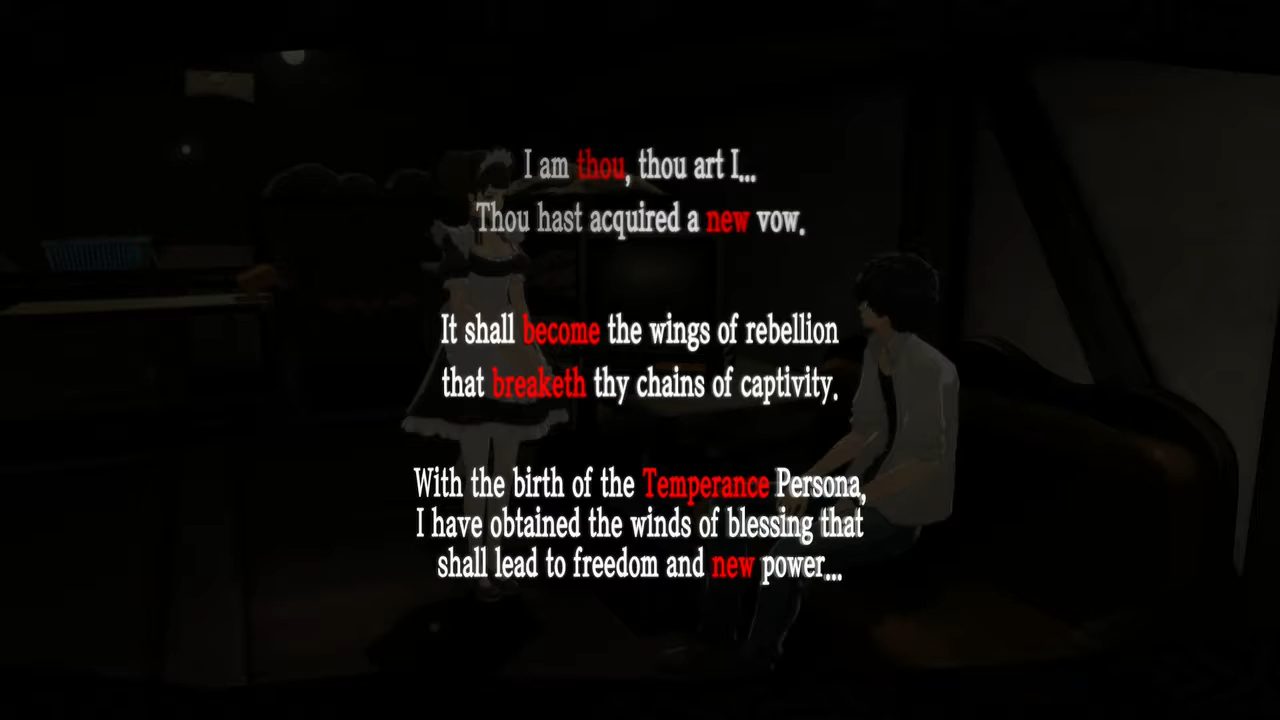 I am thou, thou art I...
Thou hast acquired a new vow.
It shall become the wings of rebellion
that breaketh thy chains of captivity.
With the birth of the Temperance Persona,
I have obtained the winds of blessing that
shall lead to freedom and new power...